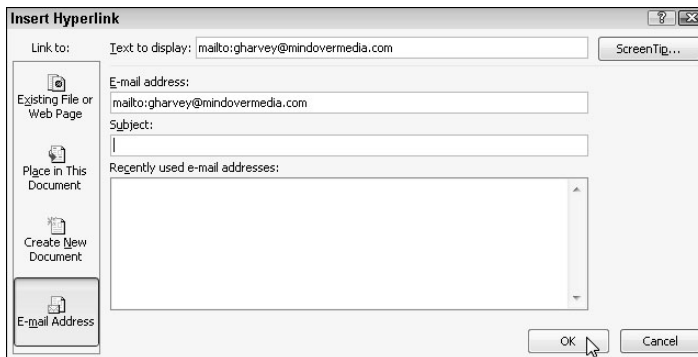 Insert Hyperlink
Link to:
Text to display: mailto:gharvey@mindovermedia.com
ScreenTip...
Existing File or
Web Page
Place in This
Document
Create New
Document
E-mail Address
E-mail address:
mailto:gharvey@mindovermedia.com
Subject:
Recently used e-mail addresses:
OK
Cancel